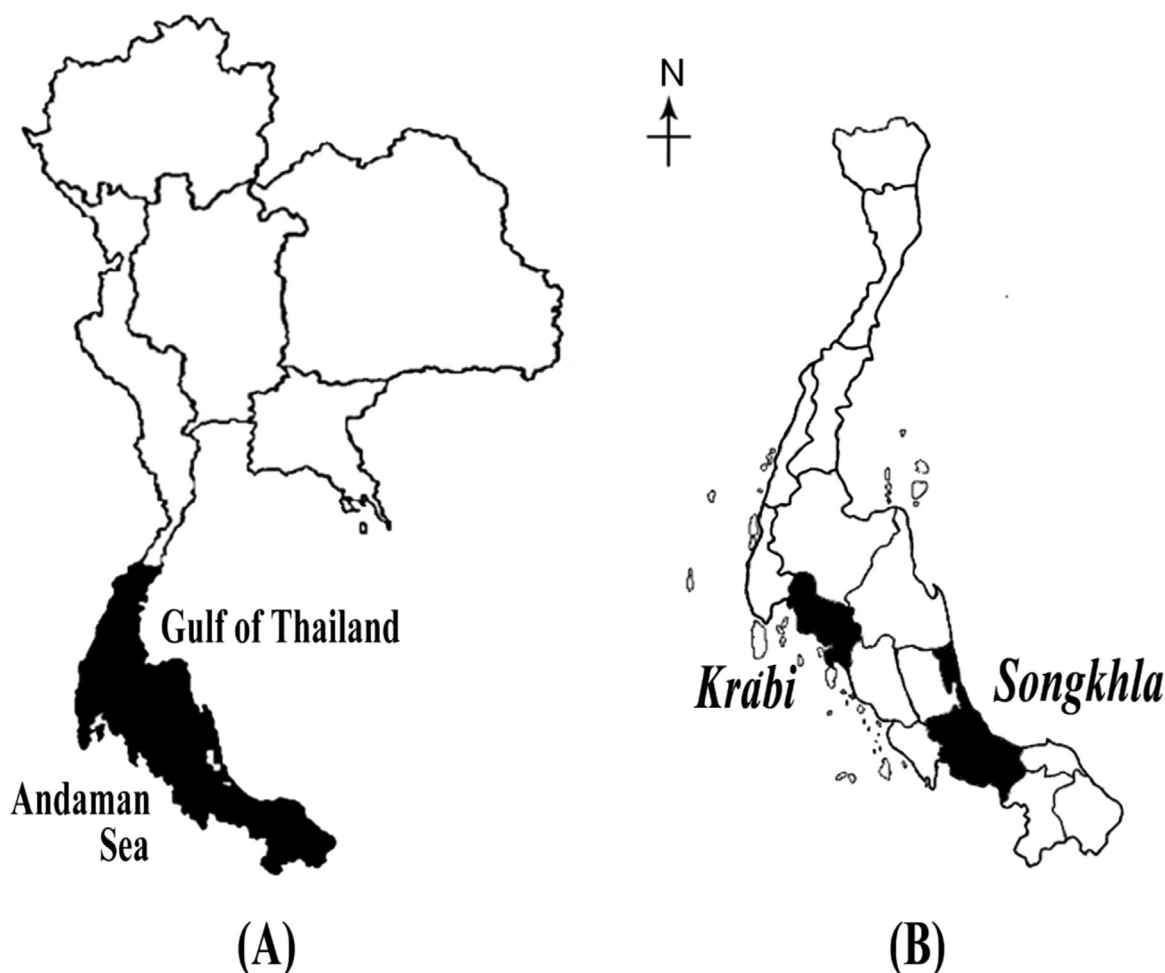 Gulf of Thailand
Andaman
Sea
(A)
N
Krabi
Songkhla
(B)